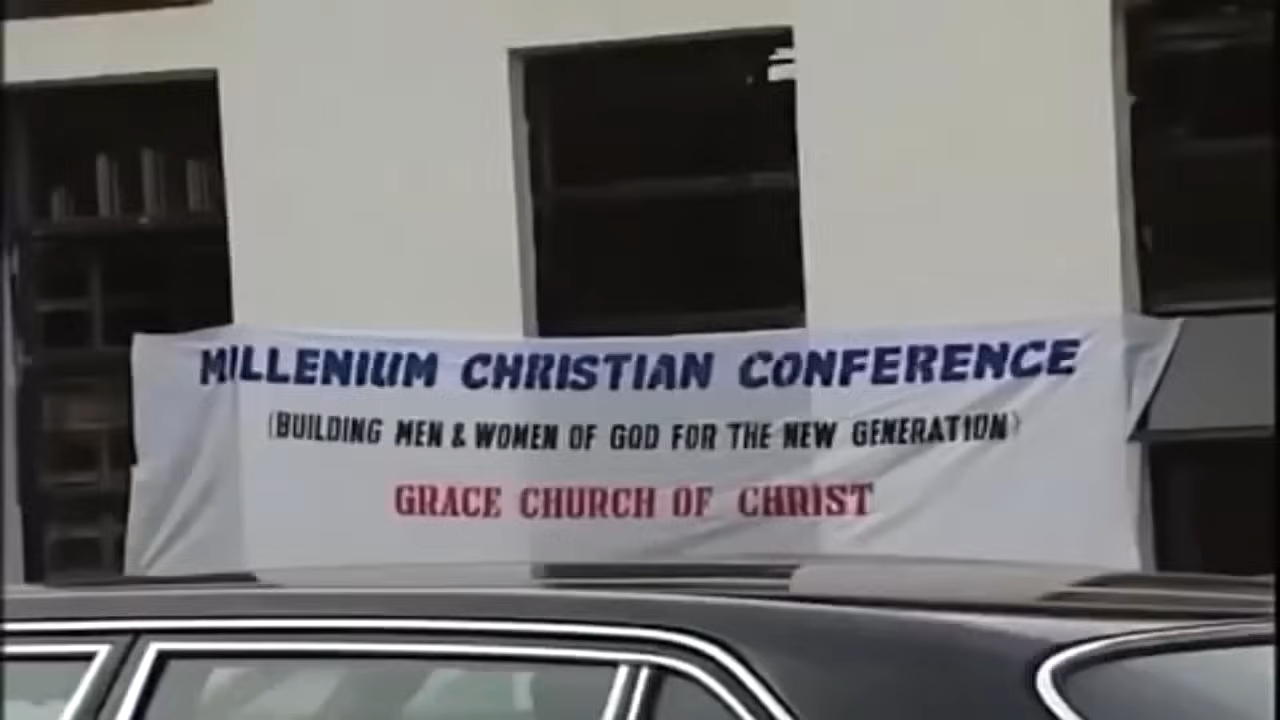 MILLENIUM CHRISTIAN CONFERENCE
(BUILDING MEN & WOMEN OF GOD FOR THE NEW GENERATION)
GRACE CHURCH OF CHRIST